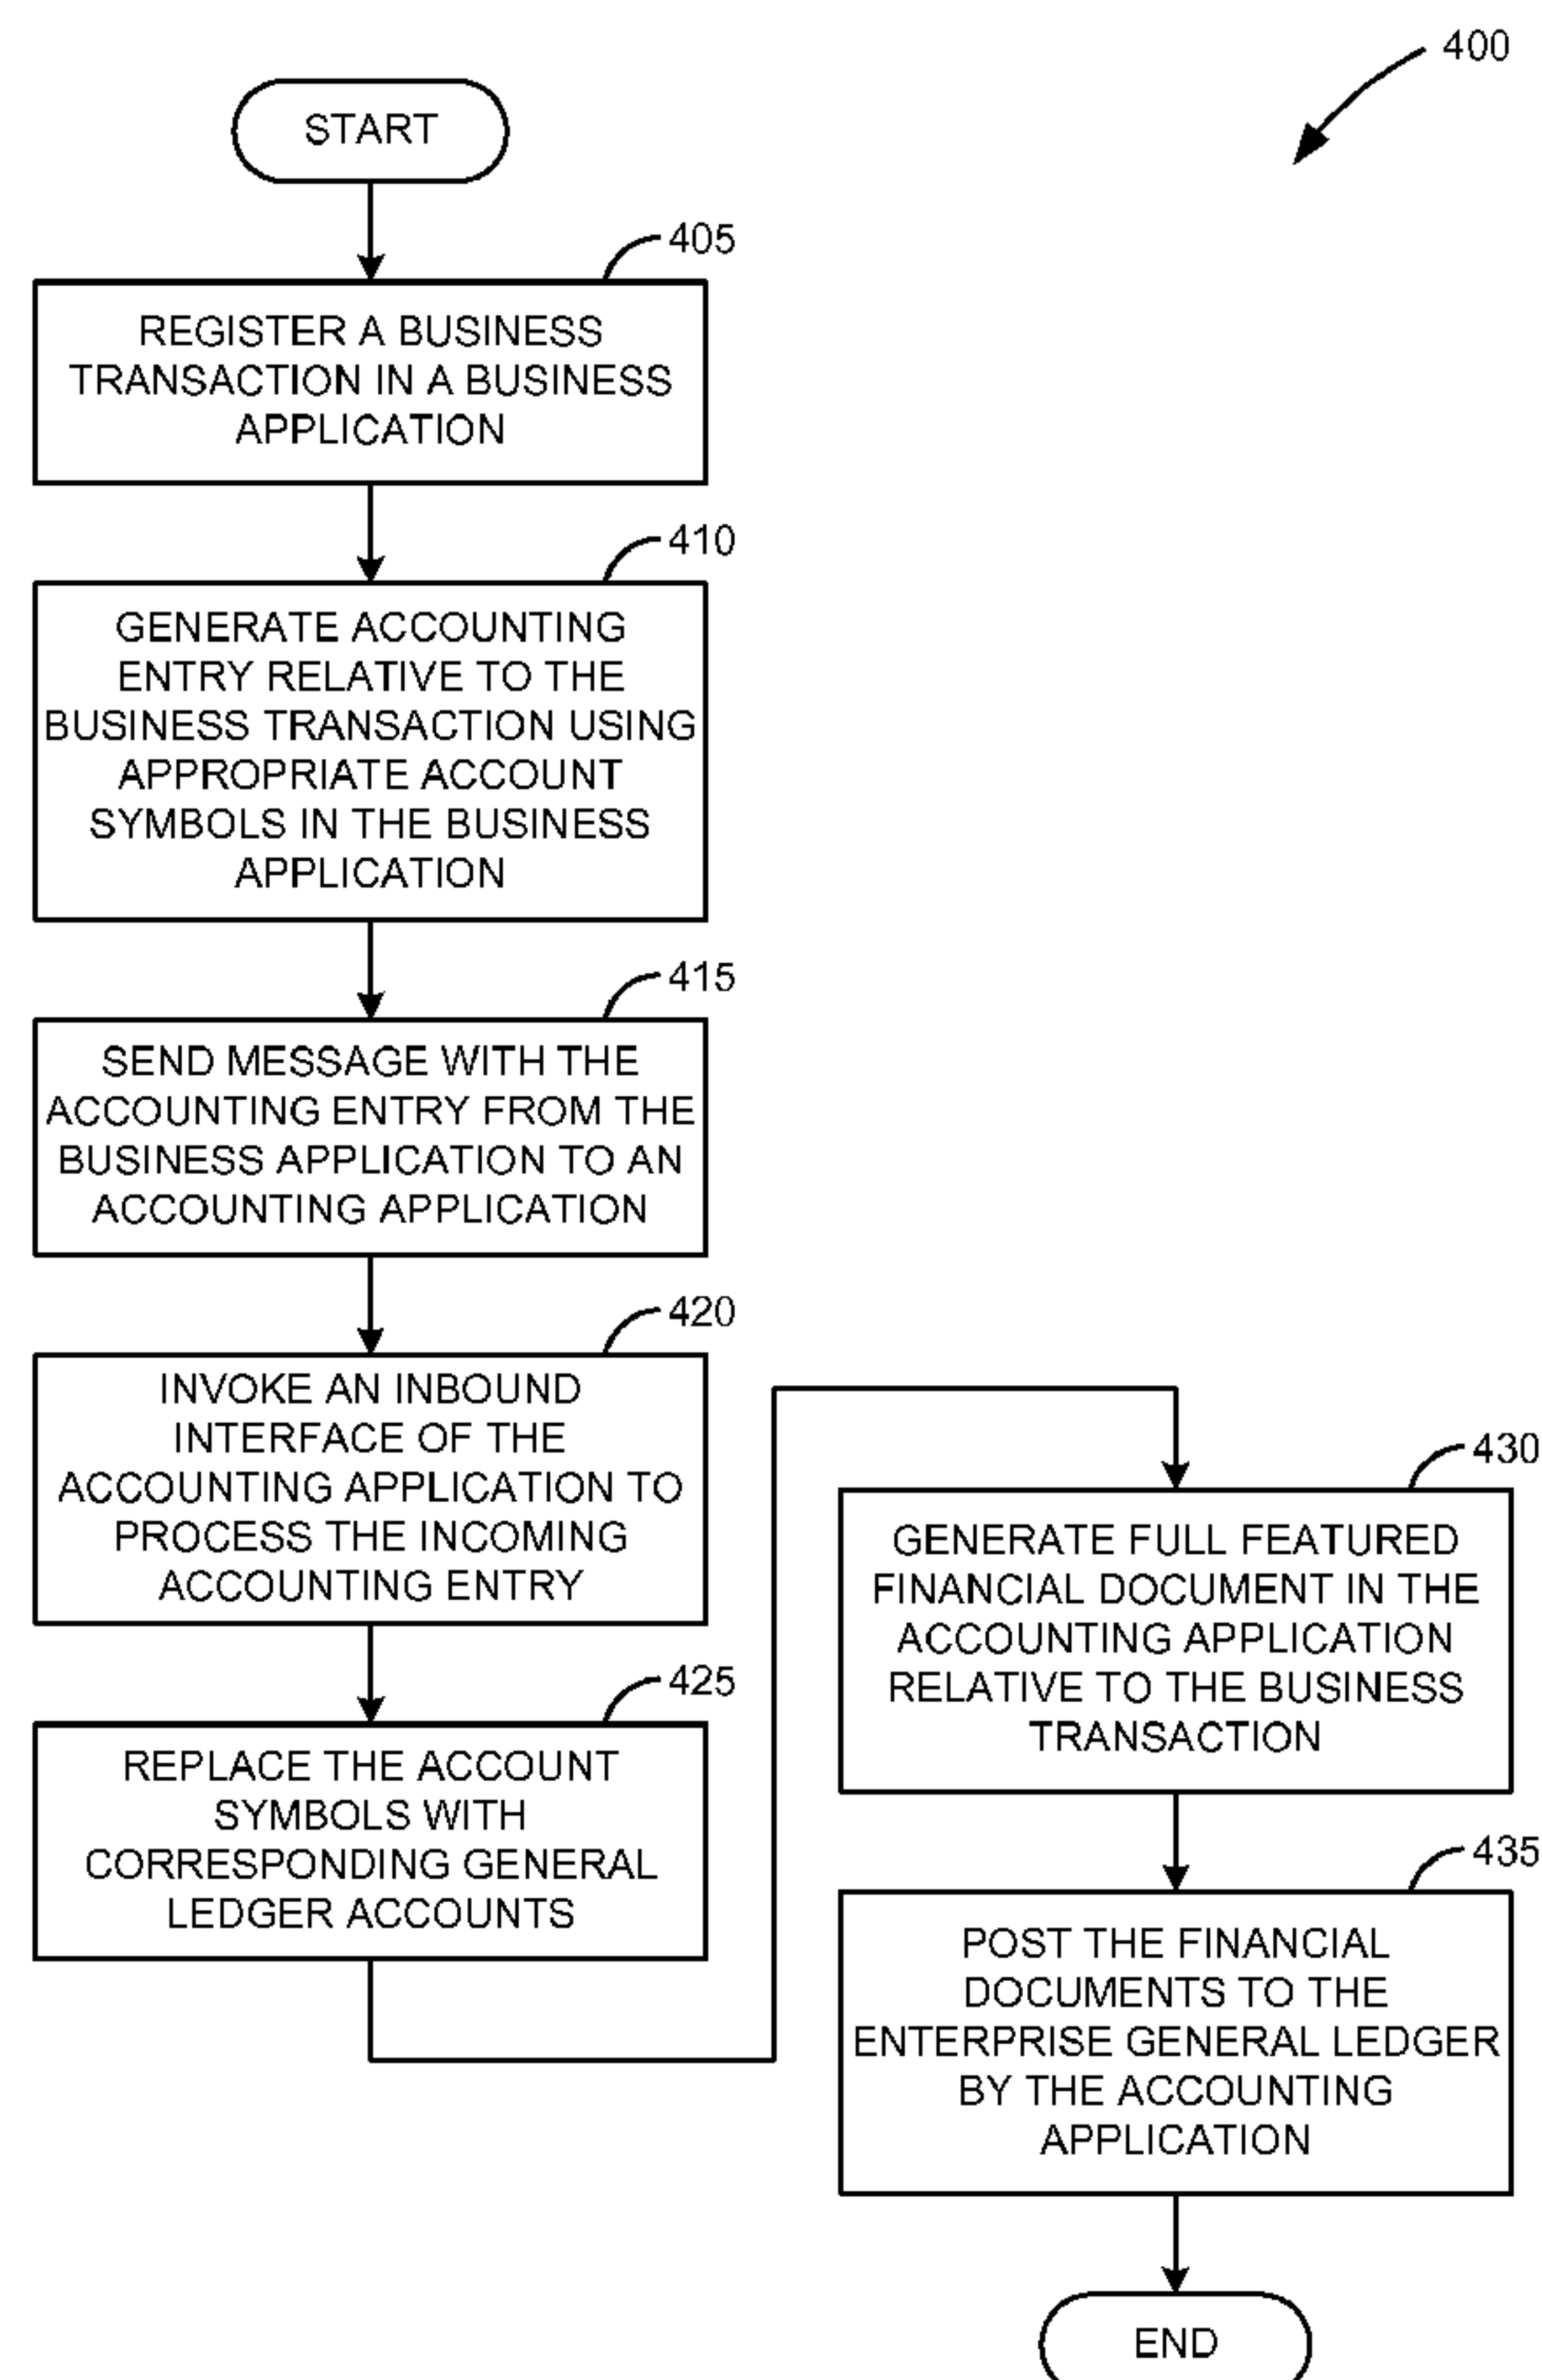 400
START
405
REGISTER A BUSINESS
TRANSACTION IN A BUSINESS
APPLICATION
410
GENERATE ACCOUNTING
ENTRY RELATIVE TO THE
BUSINESS TRANSACTION USING
APPROPRIATE ACCOUNT
SYMBOLS IN THE BUSINESS
APPLICATION
415
SEND MESSAGE WITH THE
ACCOUNTING ENTRY FROM THE
BUSINESS APPLICATION TO AN
ACCOUNTING APPLICATION
420
INVOKE AN INBOUND
INTERFACE OF THE
ACCOUNTING APPLICATION TO
PROCESS THE INCOMING
ACCOUNTING ENTRY
425
REPLACE THE ACCOUNT
SYMBOLS WITH
CORRESPONDING GENERAL
LEDGER ACCOUNTS
430
GENERATE FULL FEATURED
FINANCIAL DOCUMENT IN THE
ACCOUNTING APPLICATION
RELATIVE TO THE BUSINESS
TRANSACTION
435
POST THE FINANCIAL
DOCUMENTS TO THE
ENTERPRISE GENERAL LEDGER
BY THE ACCOUNTING
APPLICATION
END